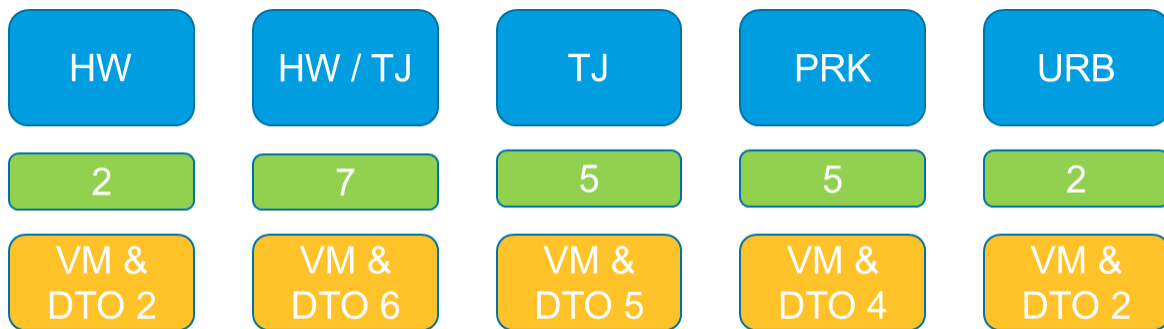 HW
HW / TJ
TJ
PRK
URB
2
7
5
5
2
VM &
DTO 2
VM &
DTO 6
VM &
DTO 5
VM &
DTO 4
VM &
DTO 2